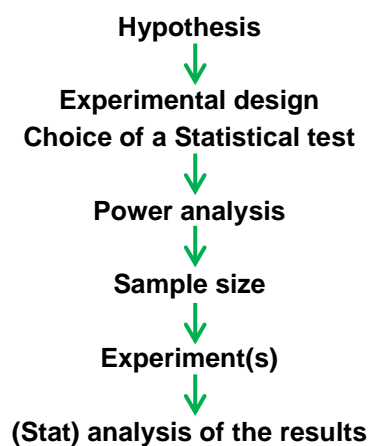 Hypothesis
Experimental design
Choice of a Statistical test
Power analysis
Sample size
Experiment(s)
(Stat) analysis of the results